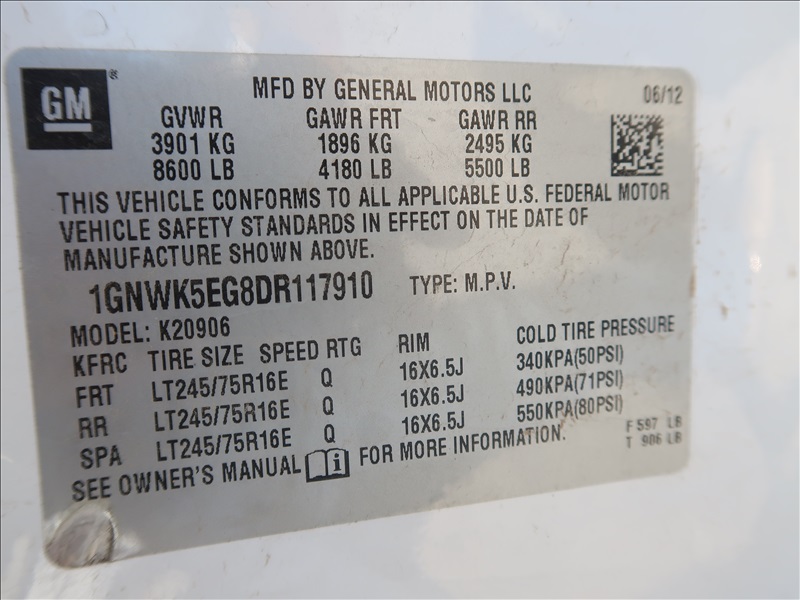 GM®
MFD BY GENERAL MOTORS LLC 06/12
GVWR GAWR FRT GAWR RR
3901 KG 1896 KG 2495 KG
8600 LB 4180 LB 5500 LB
THIS VEHICLE CONFORMS TO ALL APPLICABLE U.S. FEDERAL MOTOR
VEHICLE SAFETY STANDARDS IN EFFECT ON THE DATE OF
MANUFACTURE SHOWN ABOVE.
1GNWK5EG8DR117910 TYPE: M.P.V.
MODEL: K20906
KFRC TIRE SIZE SPEED RTG RIM COLD TIRE PRESSURE
FRT LT245/75R16E Q 16X6.5J 340KPA(50PSI)
RR LT245/75R16E Q 16X6.5J 490KPA(71PSI)
SPA LT245/75R16E Q 16X6.5J 550KPA(80PSI)
SEE OWNER'S MANUAL i FOR MORE INFORMATION.
F 597 LB
T 906 LB